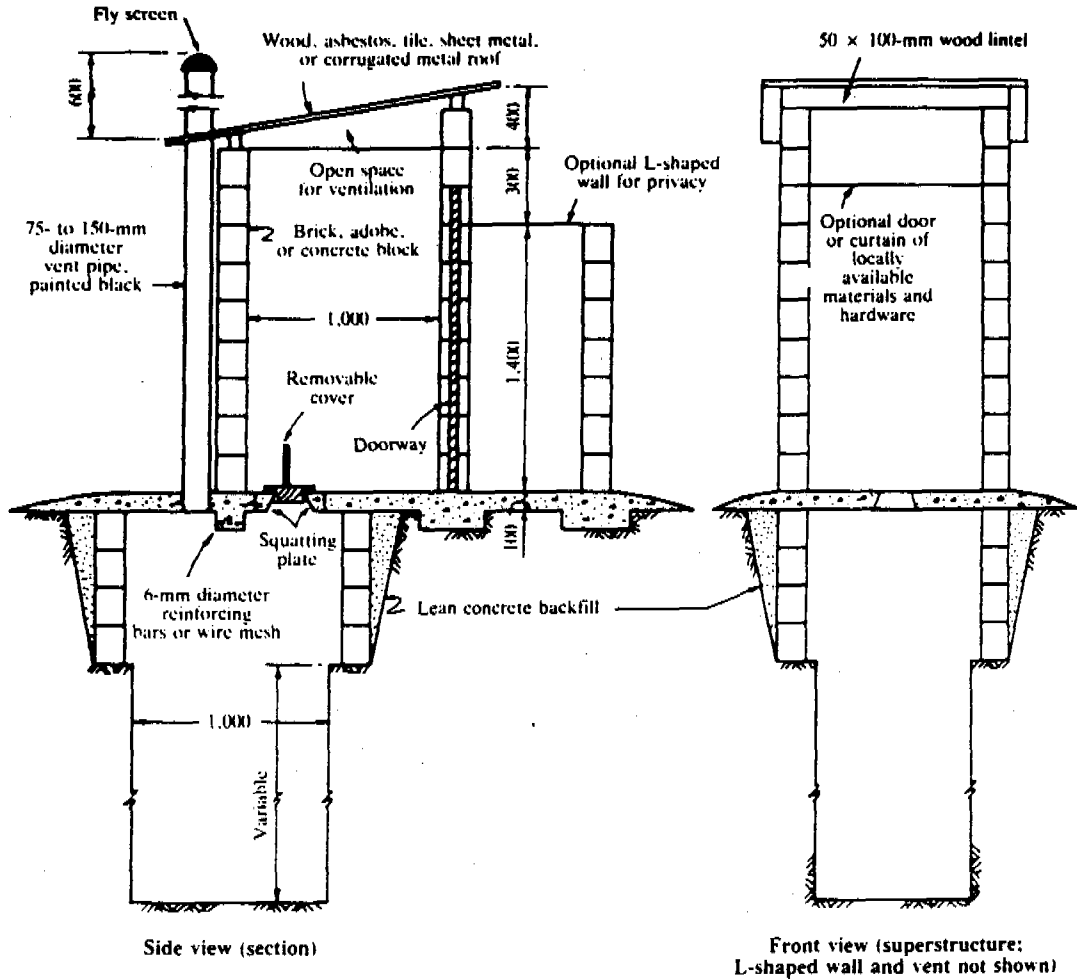 Fly screen
Wood, asbestos, tile, sheet metal,
or corrugated metal roof
50 × 100-mm wood lintel
600
400
Open space
for ventilation
300
Optional L-shaped
wall for privacy
75- to 150-mm
diameter
vent pipe,
painted black
Brick, adobe,
or concrete block
Optional door
or curtain of
locally
available
materials and
hardware
1,000
1,400
Removable
cover
Doorway
100
Squatting
plate
6-mm diameter
reinforcing
bars or wire mesh
Lean concrete backfill
1,000
Variable
Side view (section)
Front view (superstructure;
L-shaped wall and vent not shown)